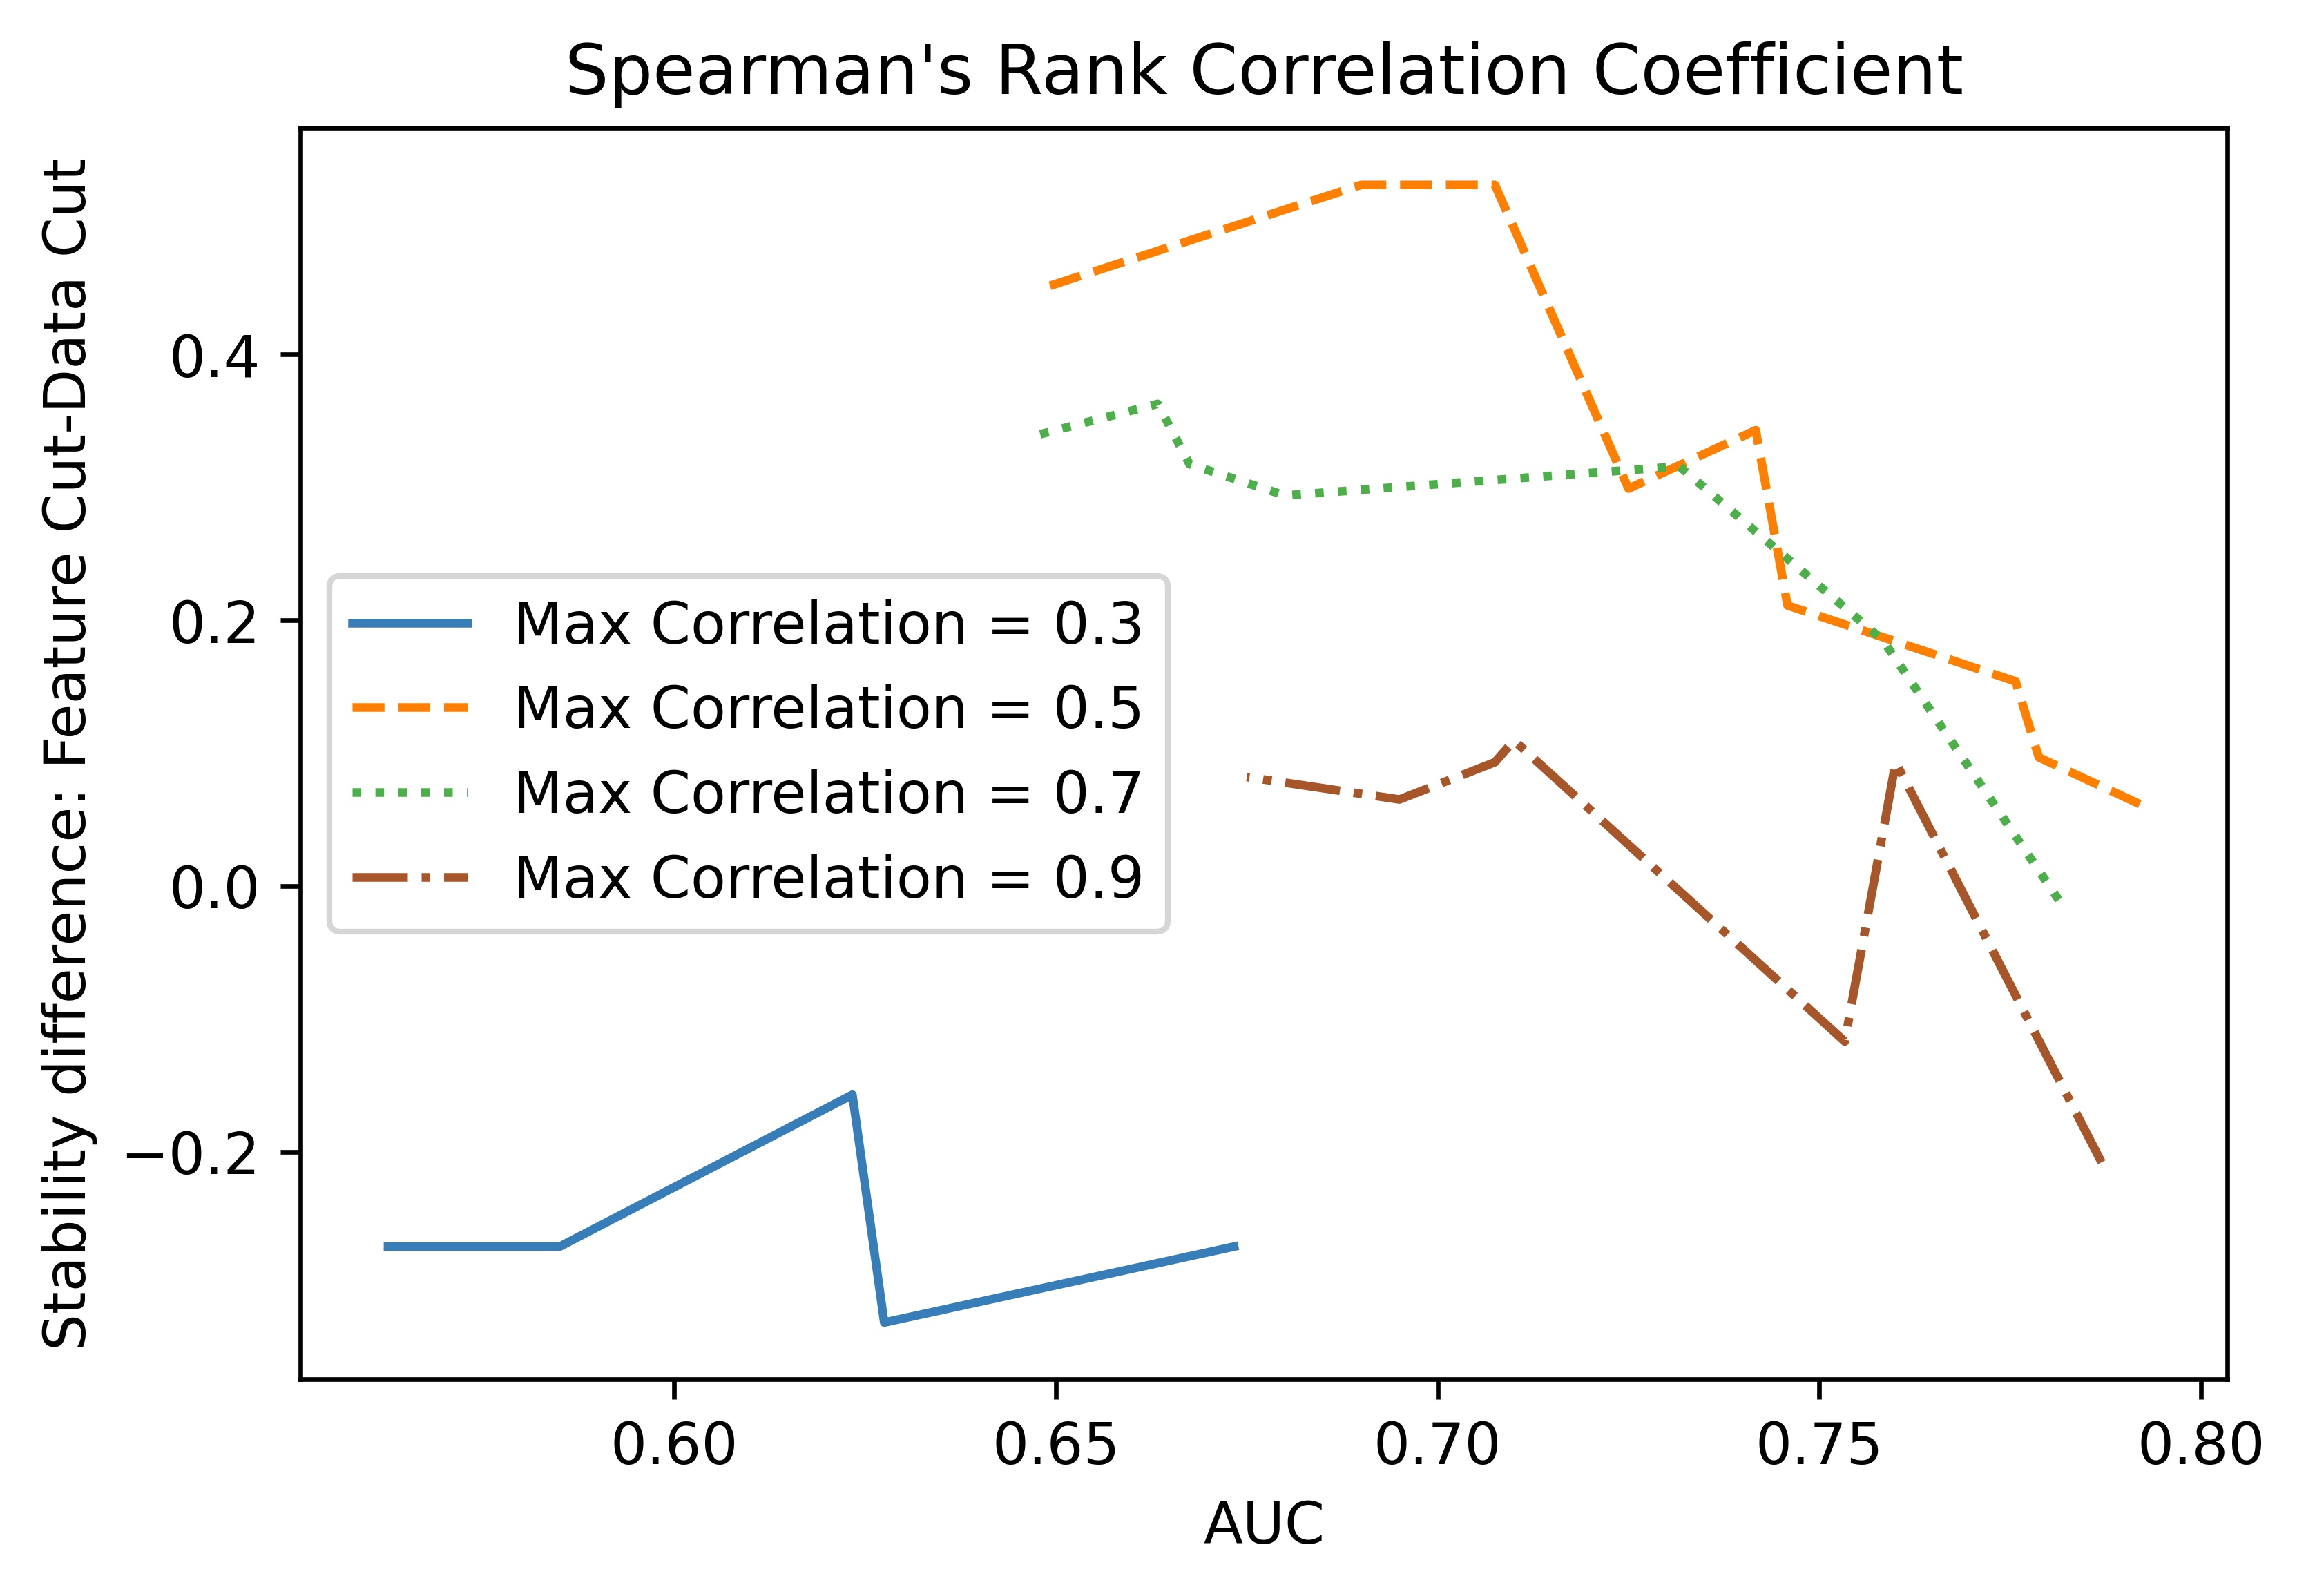 Spearman's Rank Correlation Coefficient
Stability difference: Feature Cut-Data Cut
0.4
0.2
0.0
−0.2
Max Correlation = 0.3
Max Correlation = 0.5
Max Correlation = 0.7
Max Correlation = 0.9
0.60 0.65 0.70 0.75 0.80
AUC